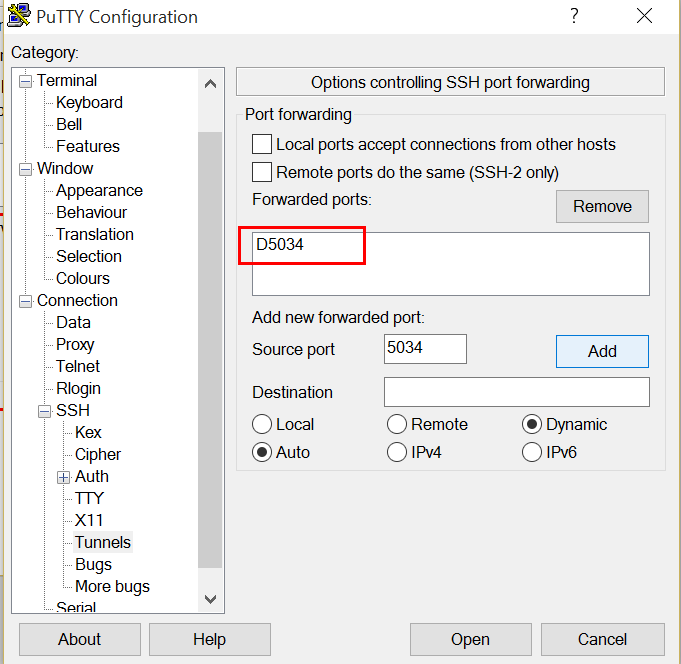 PuTTY Configuration
?
Category:
Terminal
Keyboard
Bell
Features
Window
Appearance
Behaviour
Translation
Selection
Colours
Connection
Data
Proxy
Telnet
Rlogin
SSH
Kex
Cipher
Auth
TTY
X11
Tunnels
Bugs
More bugs
Serial
Options controlling SSH port forwarding
Port forwarding
Local ports accept connections from other hosts
Remote ports do the same (SSH-2 only)
Forwarded ports:
Remove
D5034
Add new forwarded port:
Source port 5034 Add
Destination
Local Remote Dynamic
Auto IPv4 IPv6
About Help Open Cancel